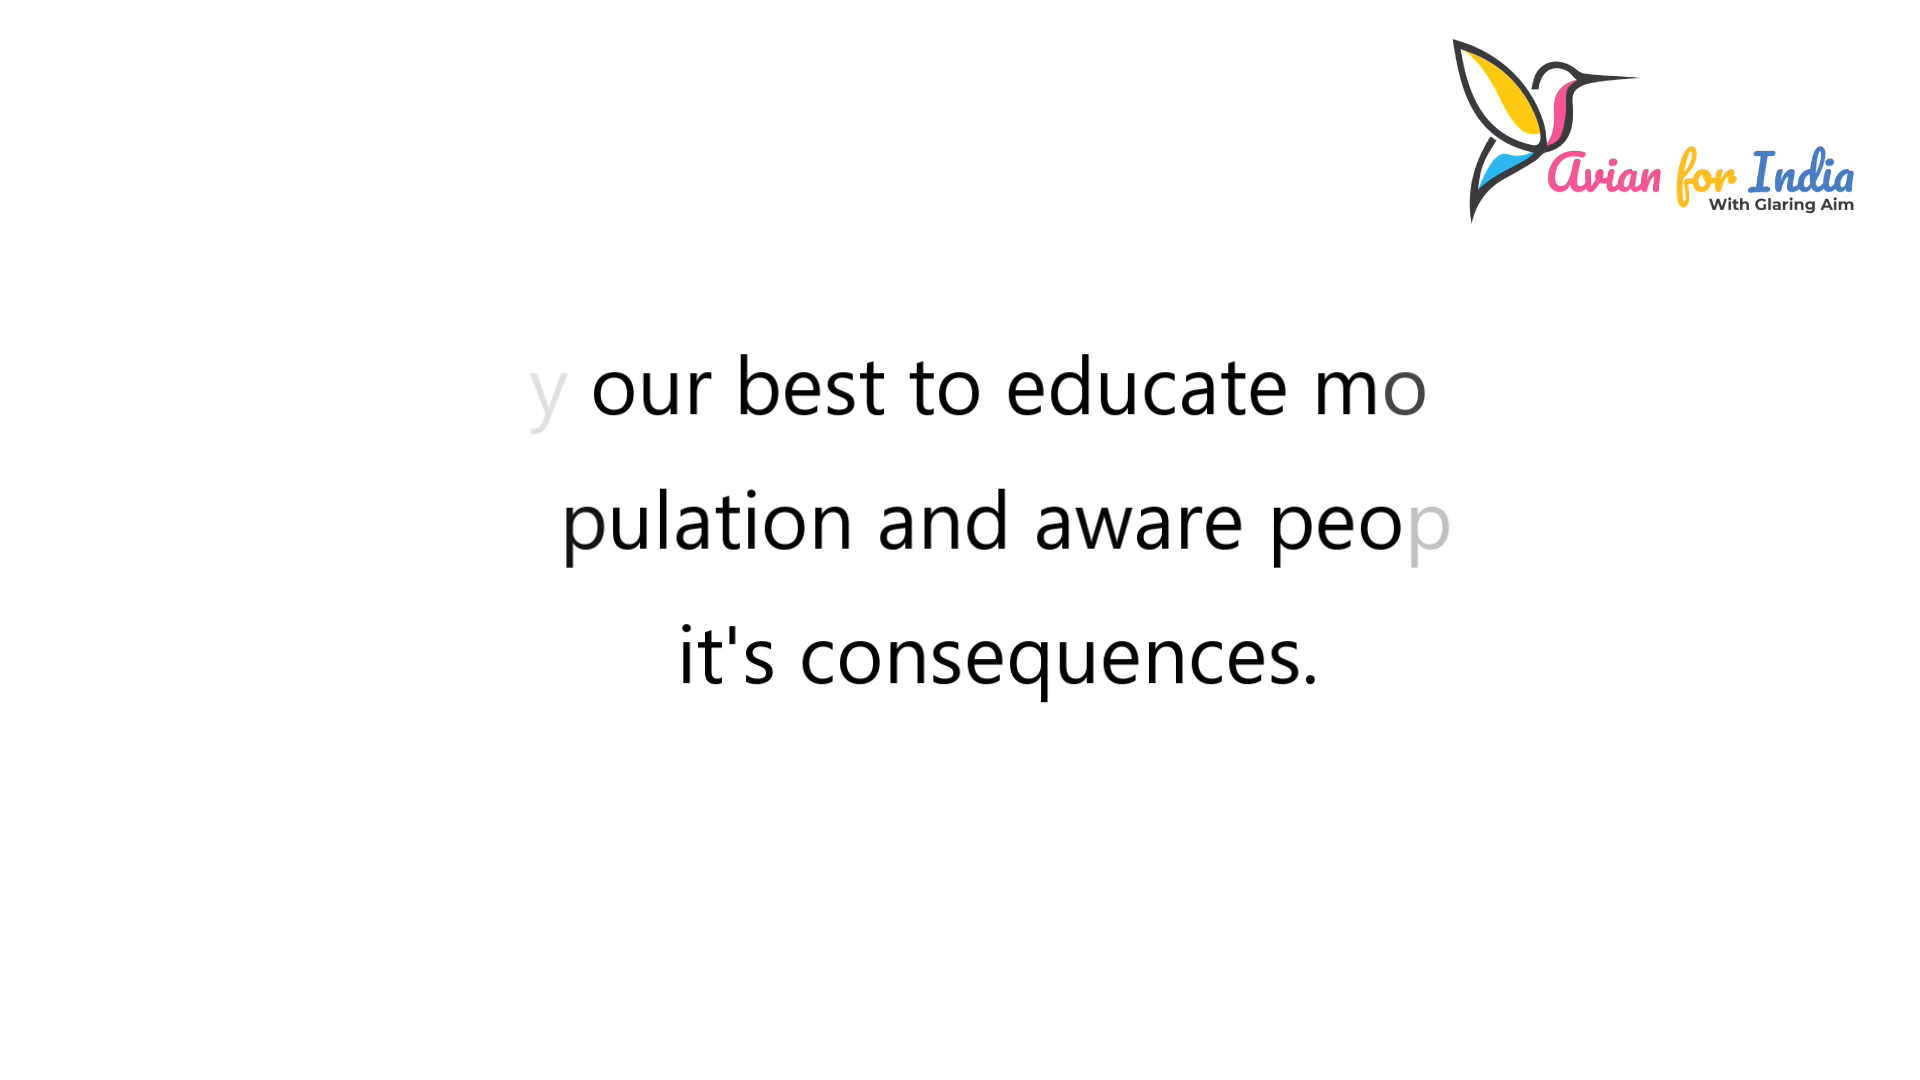 Avian for India
With Glaring Aim
y our best to educate mo
pulation and aware peop
it's consequences.